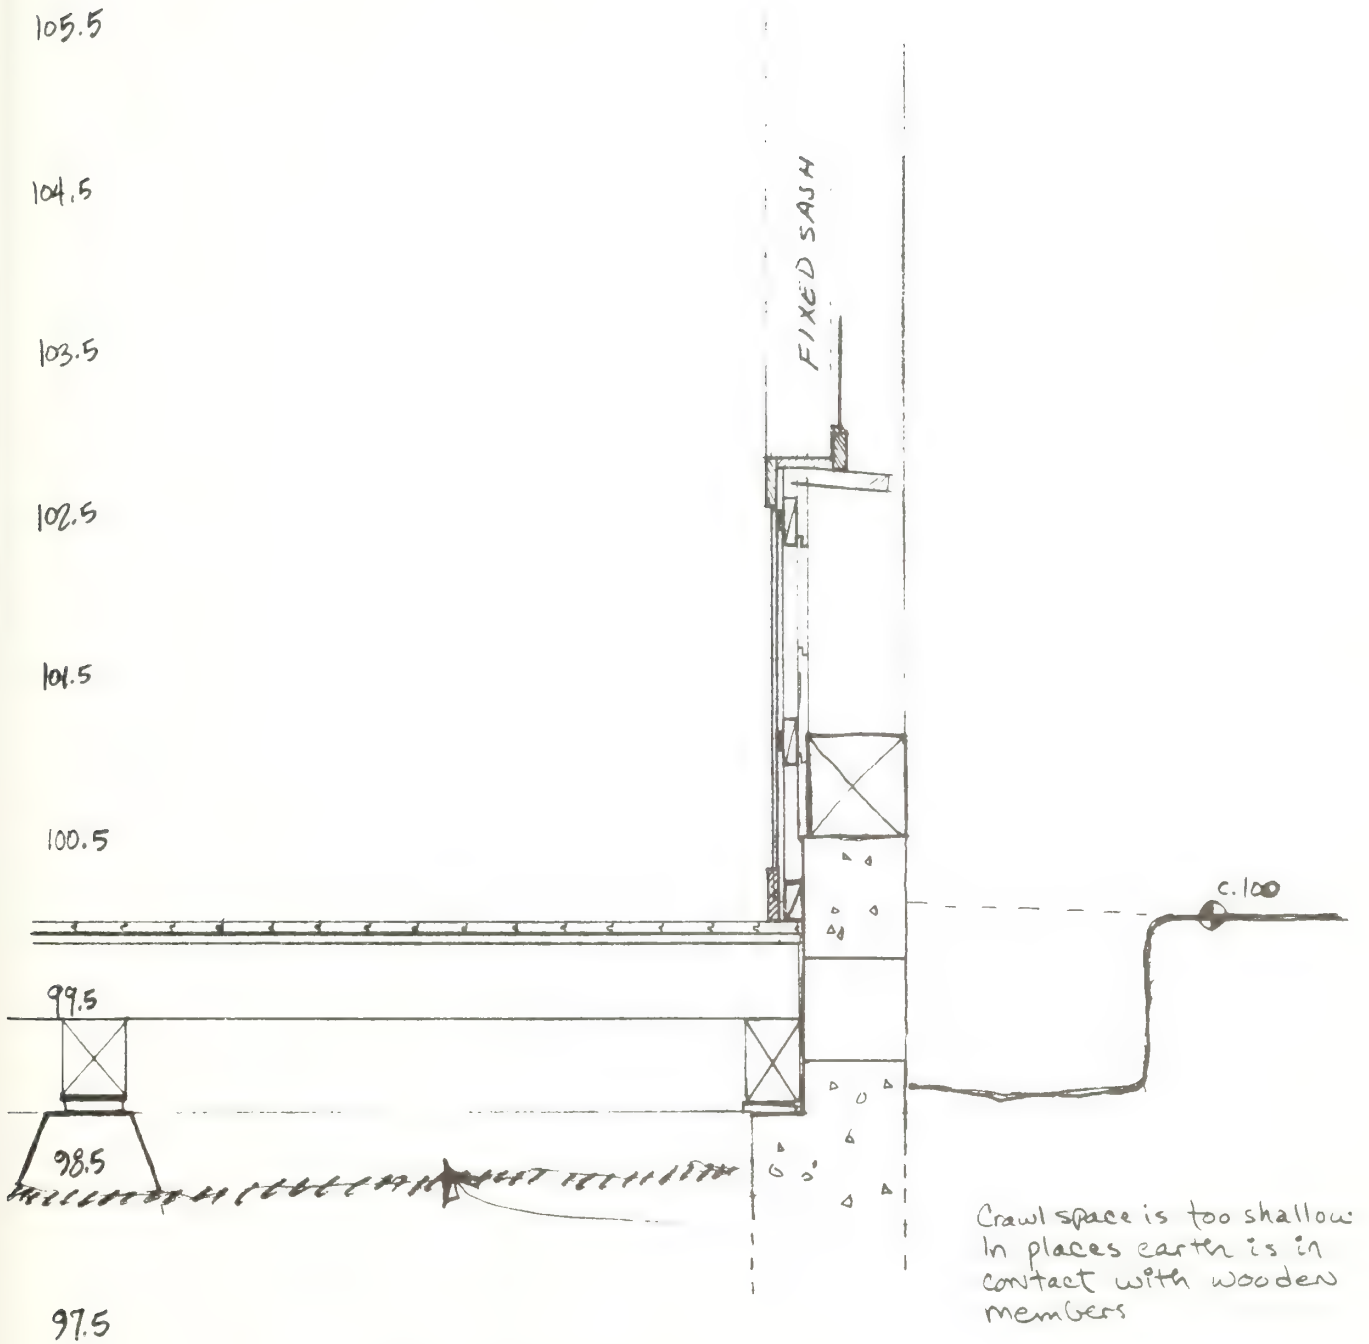 105.5
104.5
FIXED SASH
103.5
102.5
101.5
100.5
c.100
99.5
98.5
Crawl space is too shallow
In places earth is in
contact with wooden
members
97.5